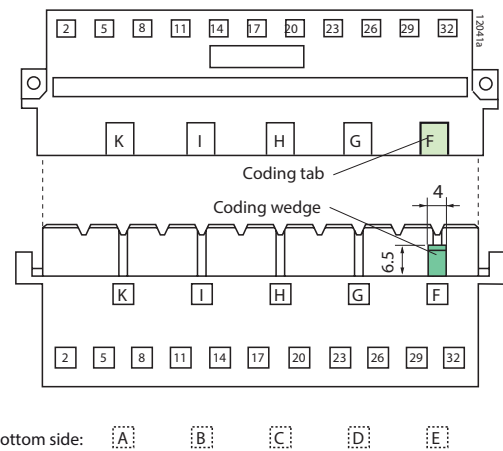 2 5 8 11 14 17 20 23 26 29 32
12041a
K I H G F
Coding tab
4
Coding wedge
6.5
K I H G F
2 5 8 11 14 17 20 23 26 29 32
ottom side: A B C D E